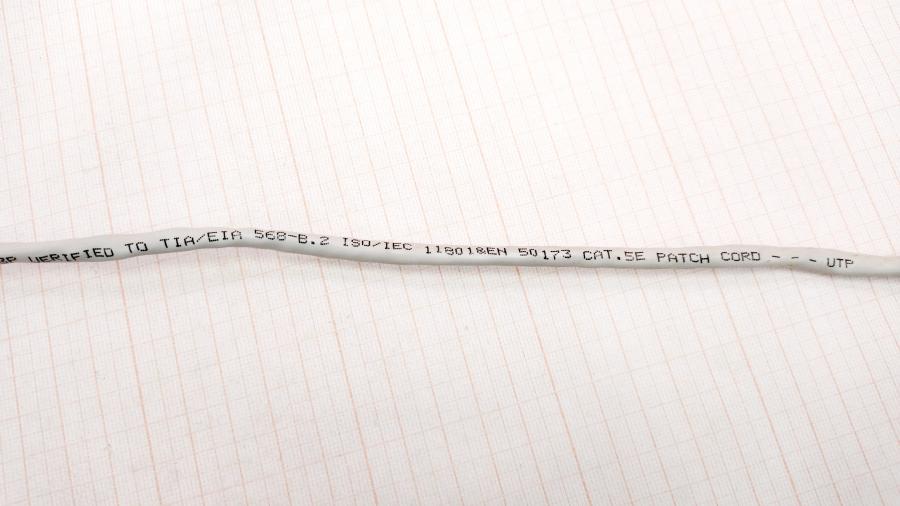 VERIFIED TO TIA/EIA 568-B.2 ISO/IEC 11801&EN 50173 CAT.5E PATCH CORD - - - UTP